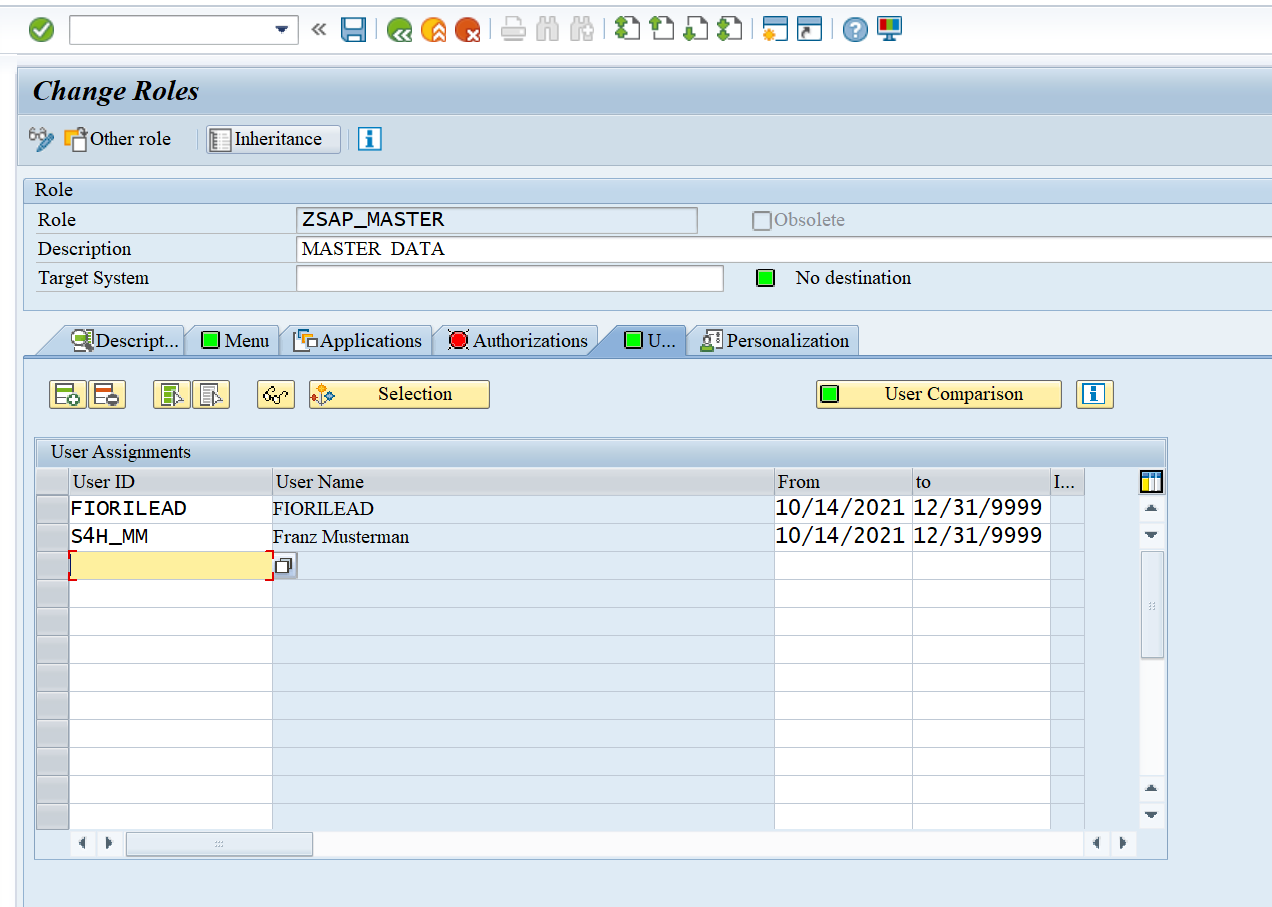 Change Roles
Other role Inheritance
Role
Role ZSAP_MASTER Obsolete
Description MASTER DATA
Target System No destination
Descript... Menu Applications Authorizations U... Personalization
Selection User Comparison
User Assignments
User ID User Name From to I...
FIORILEAD FIORILEAD 10/14/2021 12/31/9999
S4H_MM Franz Musterman 10/14/2021 12/31/9999